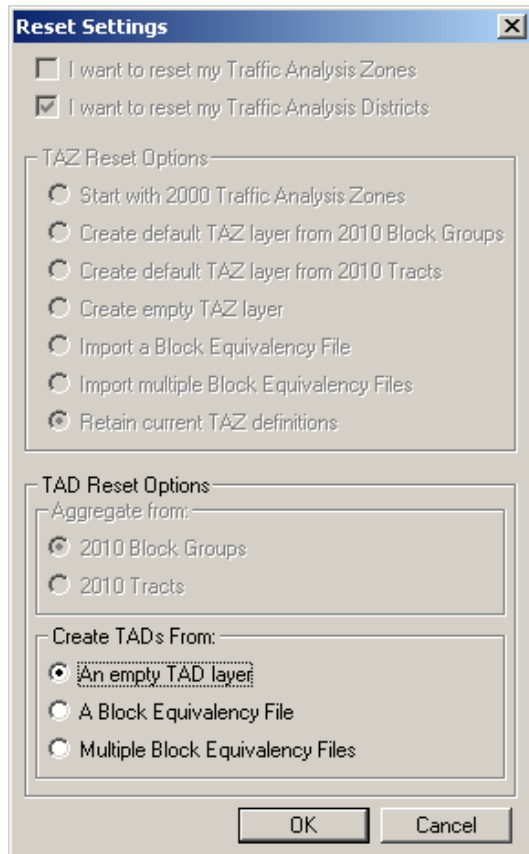 Reset Settings
I want to reset my Traffic Analysis Zones
I want to reset my Traffic Analysis Districts
TAZ Reset Options
Start with 2000 Traffic Analysis Zones
Create default TAZ layer from 2010 Block Groups
Create default TAZ layer from 2010 Tracts
Create empty TAZ layer
Import a Block Equivalency File
Import multiple Block Equivalency Files
Retain current TAZ definitions
TAD Reset Options
Aggregate from:
2010 Block Groups
2010 Tracts
Create TADs From:
An empty TAD layer
A Block Equivalency File
Multiple Block Equivalency Files
OK Cancel